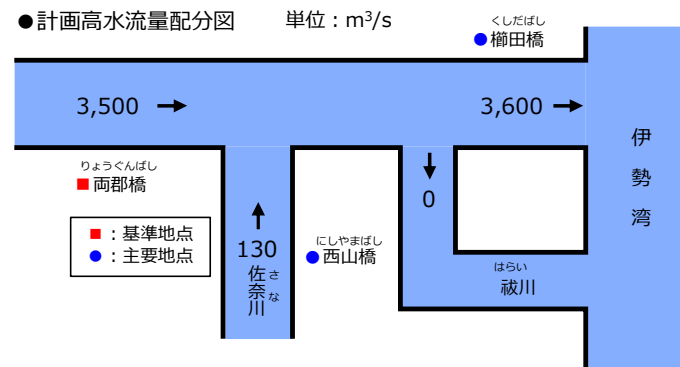 ●計画高水流量配分図 単位：m³/s
くしだばし
櫛田橋
3,500 → 3,600 →
りょうぐんばし
両郡橋
0
伊勢湾
■：基準地点
●：主要地点
130
佐奈川
さな
にしやまばし
西山橋
はらい
祓川